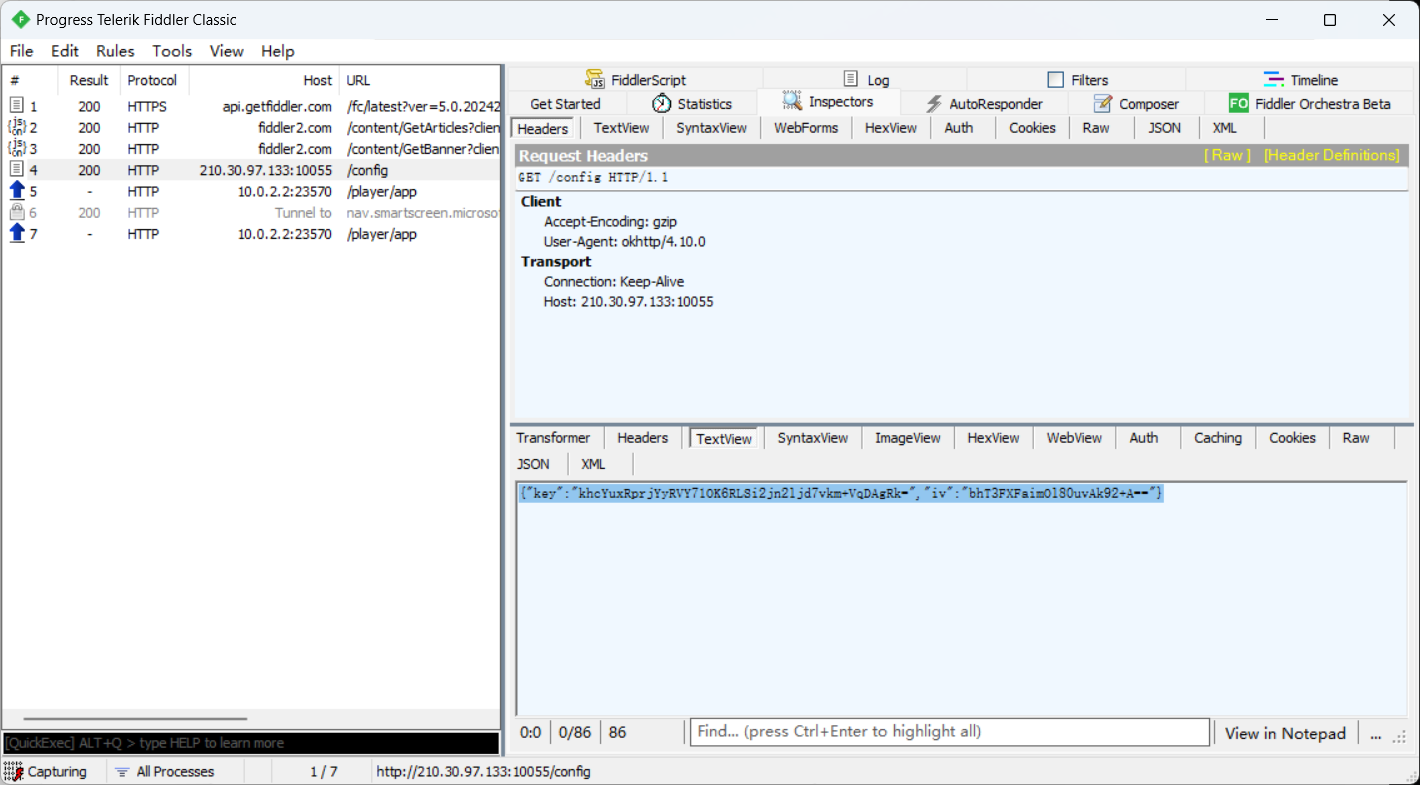 Progress Telerik Fiddler Classic
File Edit Rules Tools View Help
# Result Protocol Host URL
1 200 HTTPS api.getfiddler.com /fc/latest?ver=5.0.20242
2 200 HTTP fiddler2.com /content/GetArticles?clien
3 200 HTTP fiddler2.com /content/GetBanner?clien
4 200 HTTP 210.30.97.133:10055 /config
5 - HTTP 10.0.2.2:23570 /player/app
6 200 HTTP Tunnel to nav.smartscreen.microso
7 - HTTP 10.0.2.2:23570 /player/app
[QuickExec] ALT+Q > type HELP to learn more
FiddlerScript Log Filters Timeline
Get Started Statistics Inspectors AutoResponder Composer FO Fiddler Orchestra Beta
Headers TextView SyntaxView WebForms HexView Auth Cookies Raw JSON XML
Request Headers [ Raw ] [Header Definitions]
GET /config HTTP/1.1
Client
Accept-Encoding: gzip
User-Agent: okhttp/4.10.0
Transport
Connection: Keep-Alive
Host: 210.30.97.133:10055
Transformer Headers TextView SyntaxView ImageView HexView WebView Auth Caching Cookies Raw
JSON XML
{"key":"khcYuxRprjYyRVY71OK6RLSi2jn2ljd7vkm+VqDAgRk=","iv":"bhT3FXFaimOl8OuvAk92+A=="}
0:0 0/86 86 Find... (press Ctrl+Enter to highlight all) View in Notepad ...
Capturing All Processes 1 / 7 http://210.30.97.133:10055/config